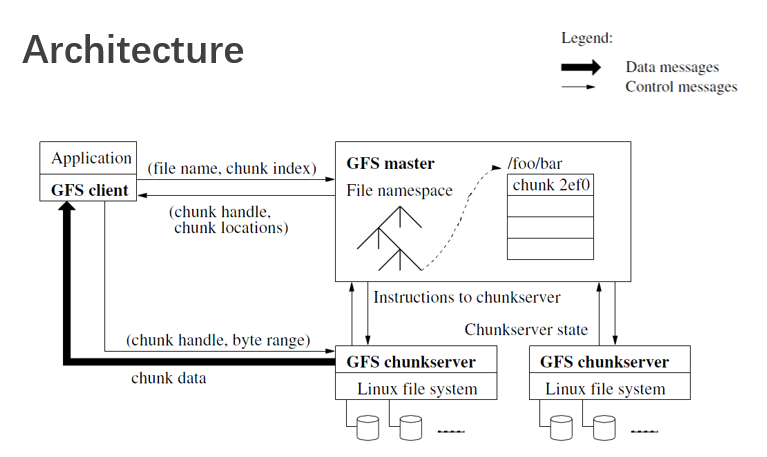 Architecture
Legend:
Data messages
Control messages
Application
GFS client
(file name, chunk index)
(chunk handle,
chunk locations)
GFS master
File namespace
/foo/bar
chunk 2ef0
Instructions to chunkserver
Chunkserver state
(chunk handle, byte range)
chunk data
GFS chunkserver
Linux file system
GFS chunkserver
Linux file system